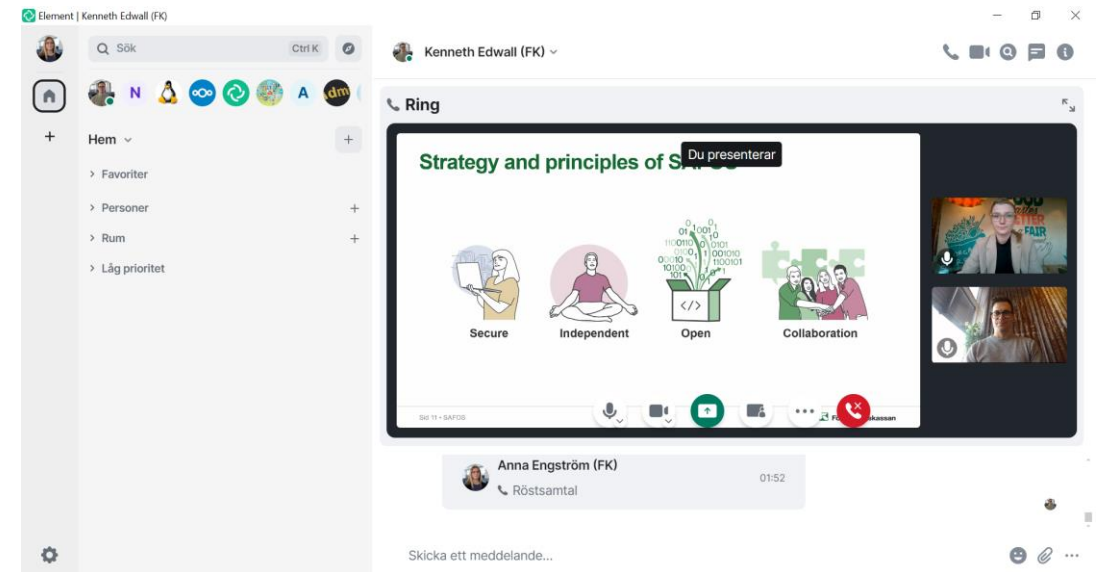 Element | Kenneth Edwall (FK)
Sök
Ctrl K
Kenneth Edwall (FK)
N
A
dm
Ring
Hem
Favoriter
Personer
Rum
Låg prioritet
Du presenterar
Strategy and principles of
Secure
Independent
Open
Collaboration
</>
Sid 11 • SAFOS
Anna Engström (FK)
Röstsamtal
01:52
Skicka ett meddelande...